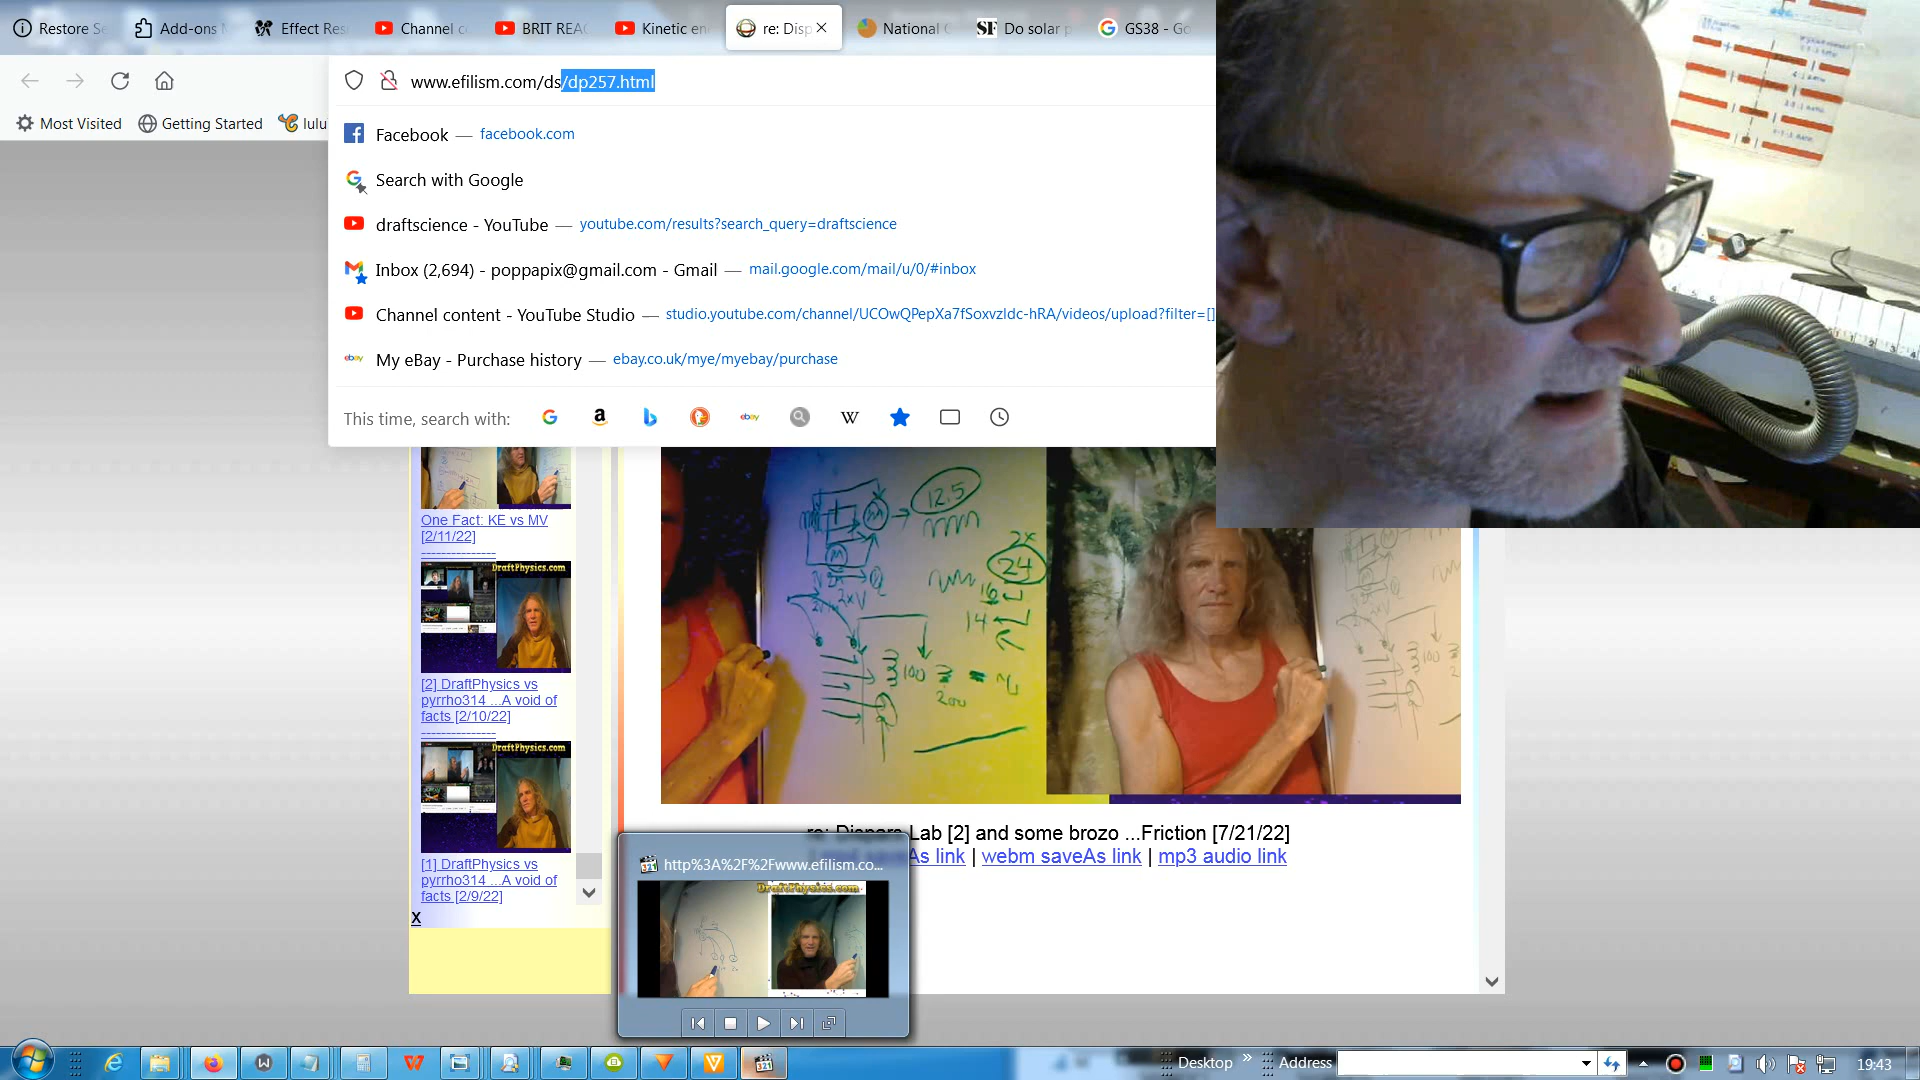 Restore Se
Add-ons
Effect Res
Channel co
BRIT REAC
Kinetic en
re: Disp
National
Do solar p
GS38 - Go
www.efilism.com/ds/dp257.html
Most Visited
Getting Started
lulu
Facebook — facebook.com
Search with Google
draftscience - YouTube — youtube.com/results?search_query=draftscience
Inbox (2,694) - poppapix@gmail.com - Gmail — mail.google.com/mail/u/0/#inbox
Channel content - YouTube Studio — studio.youtube.com/channel/UCOwQPepXa7fSoxvzldc-hRA/videos/upload?filter=[]
My eBay - Purchase history — ebay.co.uk/mye/myebay/purchase
This time, search with:
12.5
2x
24
16
14
100
200
One Fact: KE vs MV
[2/11/22]
---------------
DraftPhysics.com
[2] DraftPhysics vs
pyrrho314 ...A void of
facts [2/10/22]
---------------
DraftPhysics.com
[1] DraftPhysics vs
pyrrho314 ...A void of
facts [2/9/22]
X
Lab [2] and some brozo ...Friction [7/21/22]
As link | webm saveAs link | mp3 audio link
http%3A%2F%2Fwww.efilism.co...
DraftPhysics.com
Desktop
Address
19:43